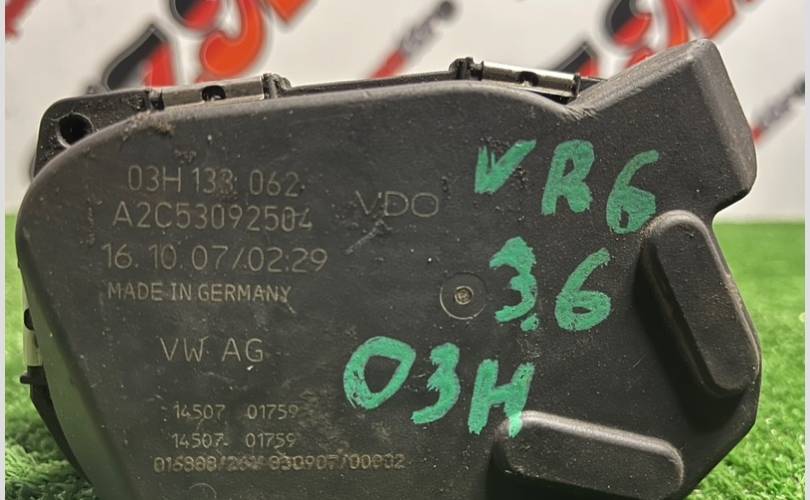 03H 133 062
A2C53092504
VDO
16.10.07/02:29
MADE IN GERMANY
VW AG
14507 01759
14507 01759
VR6
3.6
03H